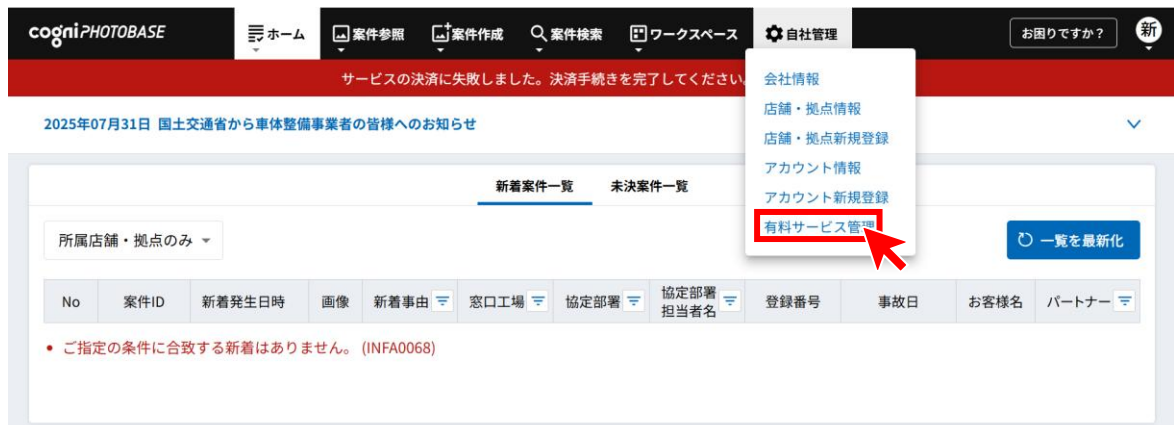 cogni PHOTOBASE
ホーム
案件参照
案件作成
案件検索
ワークスペース
自社管理
お困りですか？
新
サービスの決済に失敗しました。決済手続きを完了してください。
会社情報
店舗・拠点情報
店舗・拠点新規登録
アカウント情報
アカウント新規登録
有料サービス管理
2025年07月31日 国土交通省から車体整備事業者の皆様へのお知らせ
新着案件一覧
未決案件一覧
所属店舗・拠点のみ
一覧を最新化
No
案件ID
新着発生日時
画像
新着事由
窓口工場
協定部署
協定部署
担当者名
登録番号
事故日
お客様名
パートナー
• ご指定の条件に合致する新着はありません。 (INFA0068)